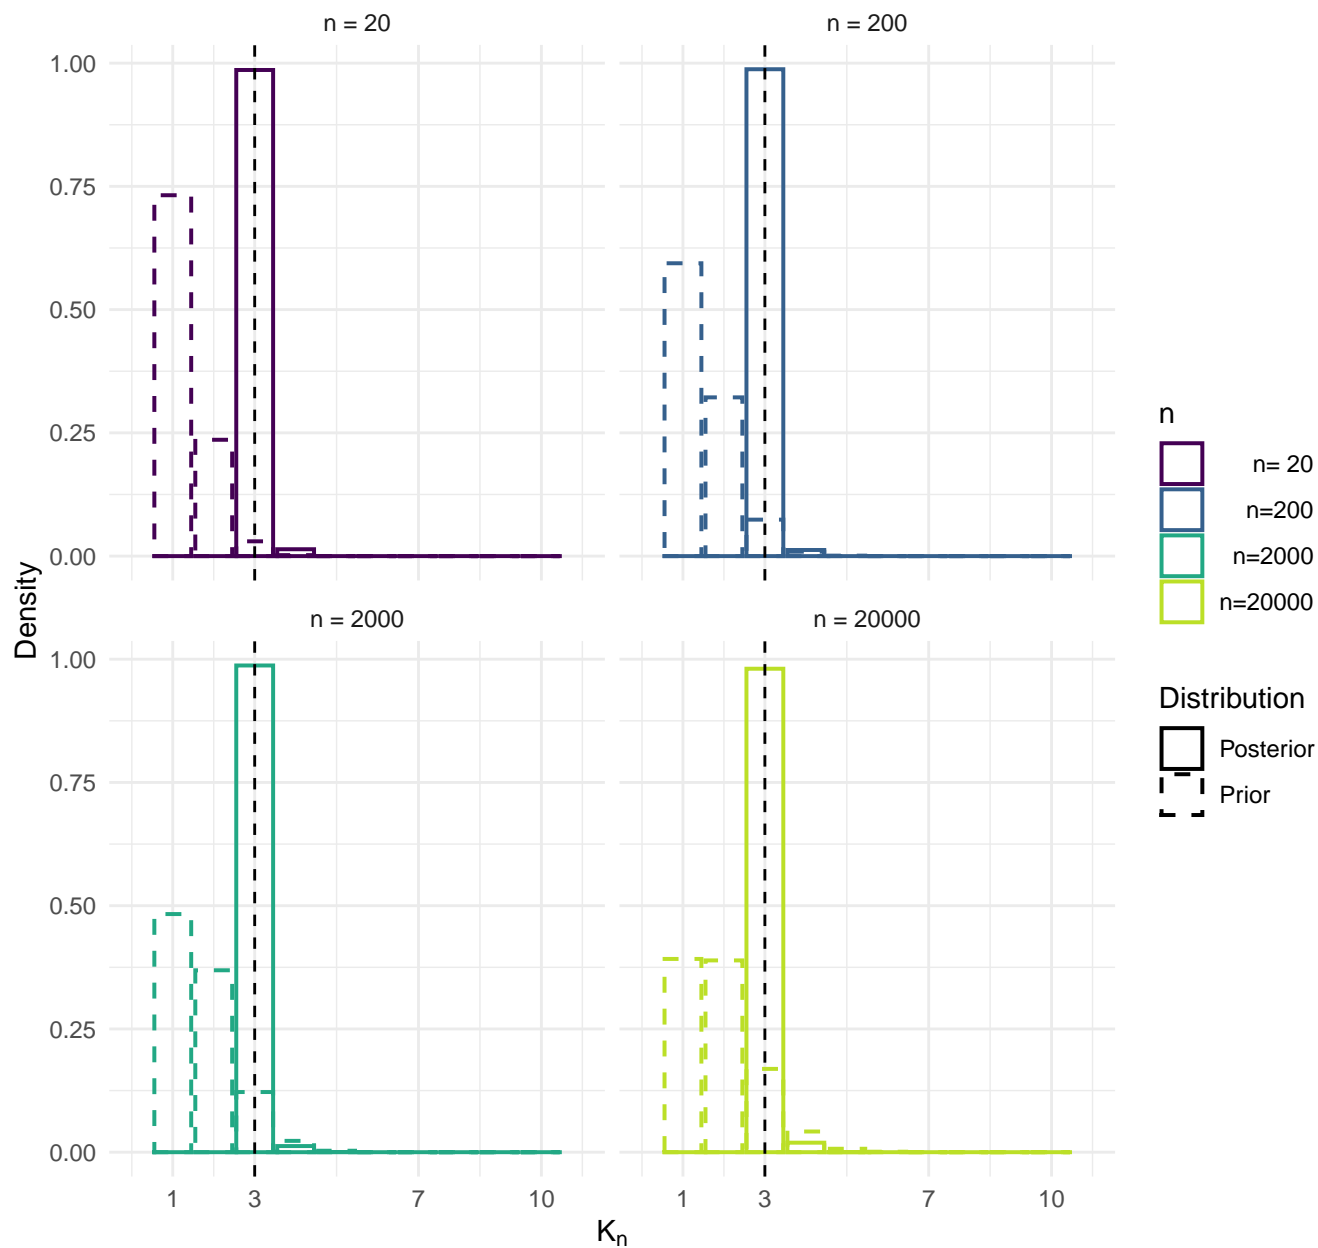 n = 20
n = 200
1.00
0.75
0.50
0.25
0.00
n = 2000
n = 20000
1.00
0.75
0.50
0.25
0.00
1 3 7 10
1 3 7 10
Kn
Density
n
n= 20
n=200
n=2000
n=20000
Distribution
Posterior
Prior